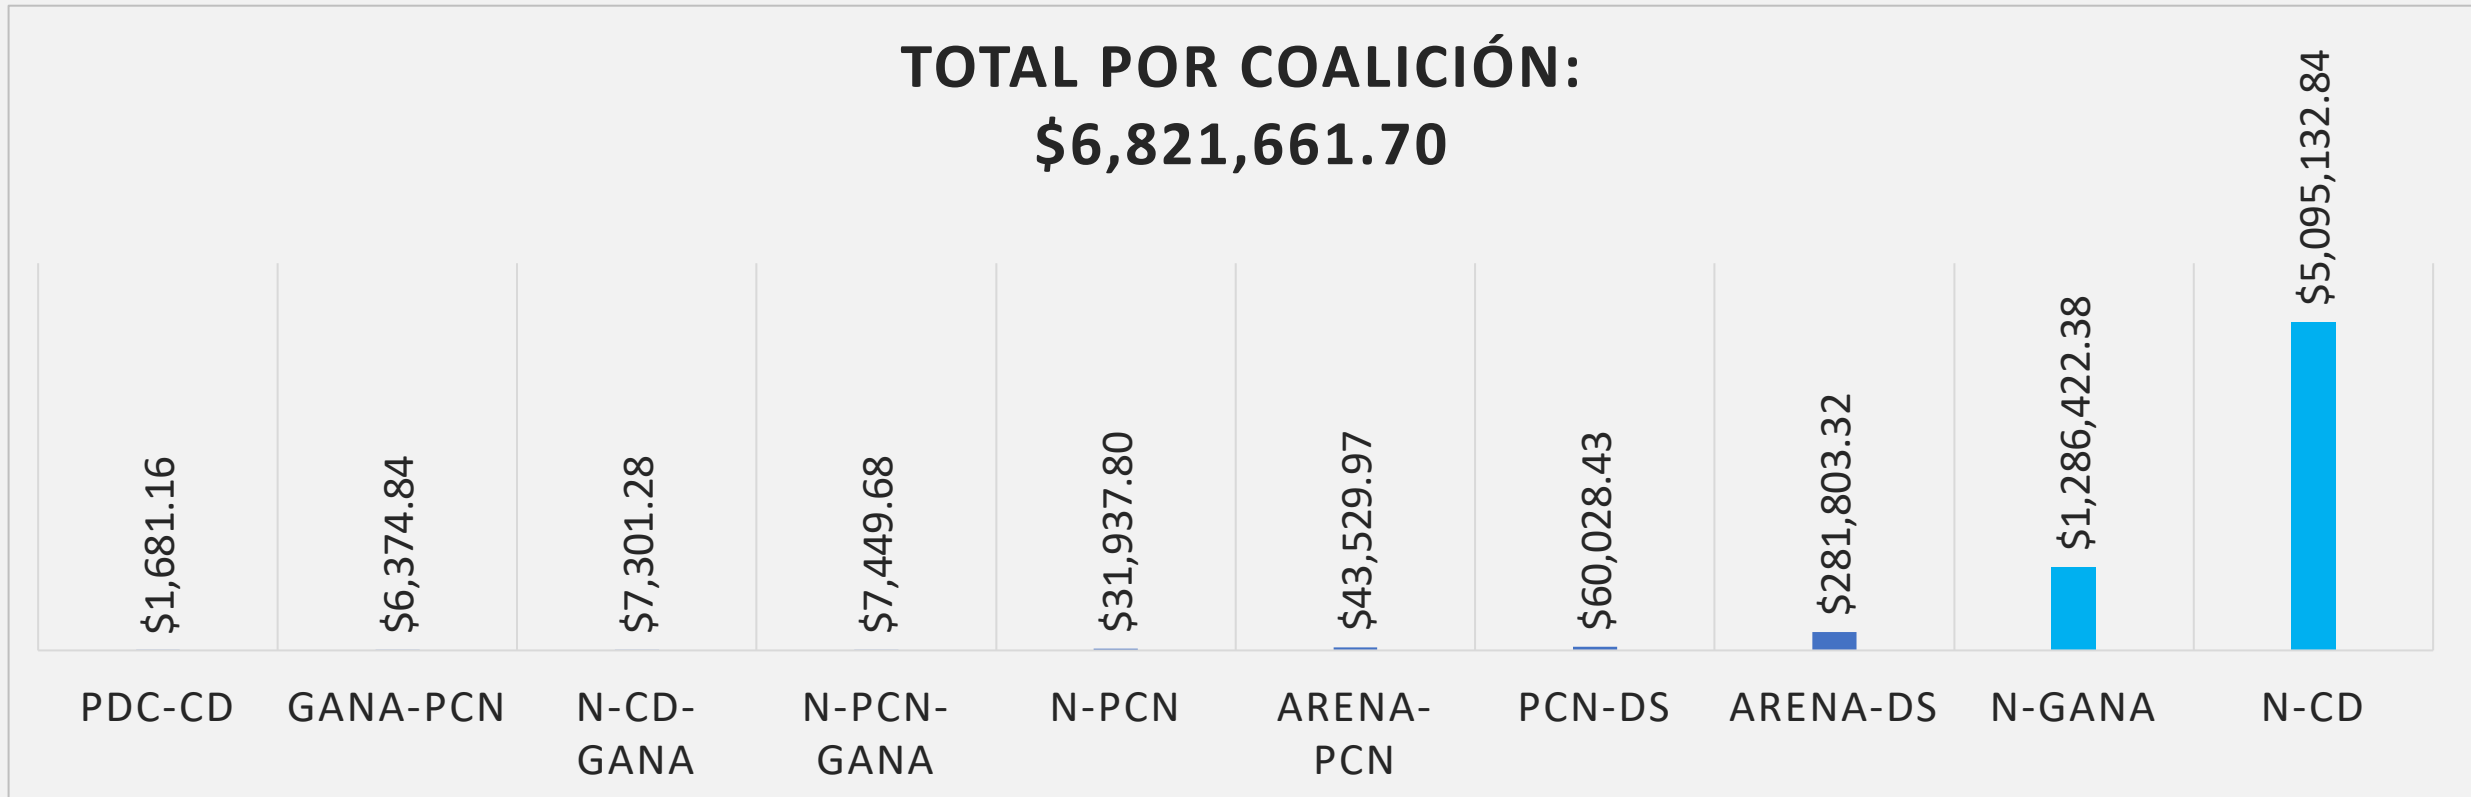 TOTAL POR COALICIÓN:
$6,821,661.70
$1,681.16
$6,374.84
$7,301.28
$7,449.68
$31,937.80
$43,529.97
$60,028.43
$281,803.32
$1,286,422.38
$5,095,132.84
PDC-CD
GANA-PCN
N-CD-
GANA
N-PCN-
GANA
N-PCN
ARENA-
PCN
PCN-DS
ARENA-DS
N-GANA
N-CD